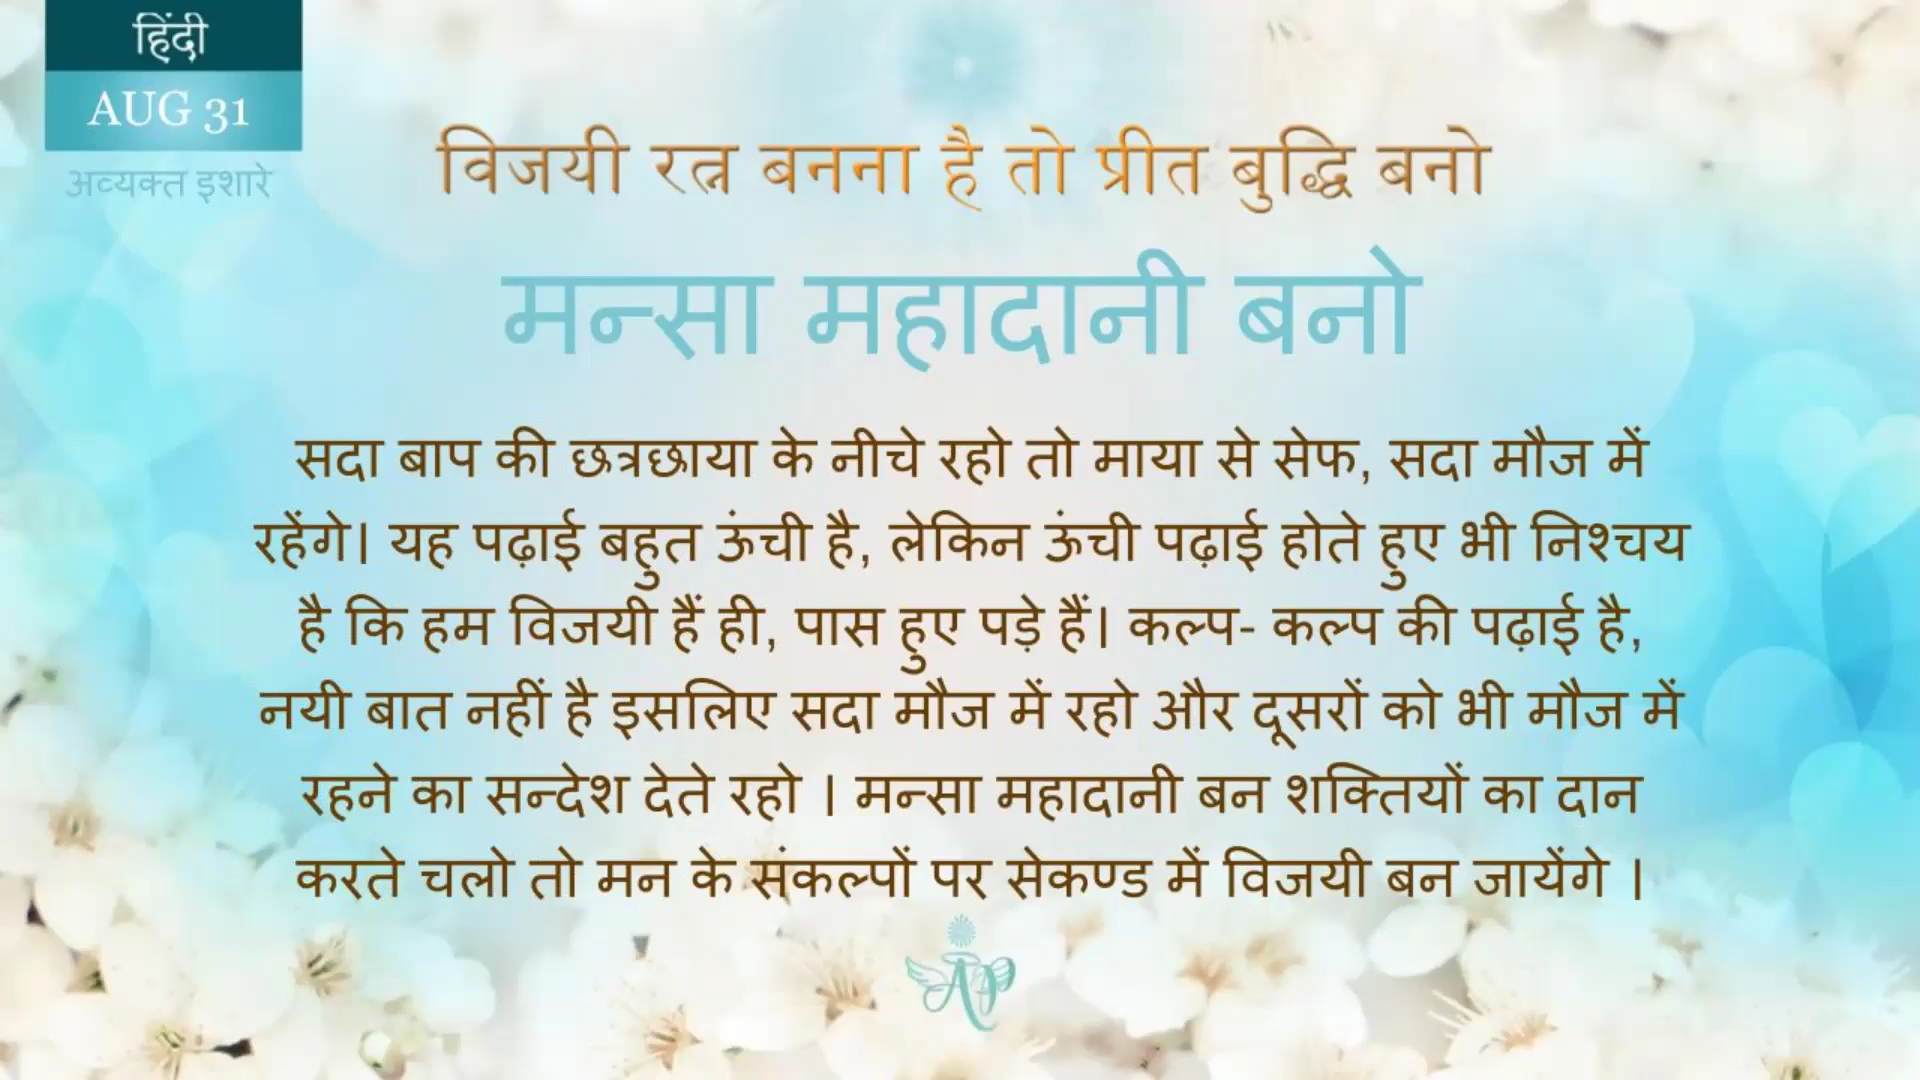 हिंदी
AUG 31
अव्यक्त इशारे
विजयी रत्न बनना है तो प्रीत बुद्धि बनो
मन्सा महादानी बनो
सदा बाप की छत्रछाया के नीचे रहो तो माया से सेफ, सदा मौज में
रहेंगे। यह पढ़ाई बहुत ऊंची है, लेकिन ऊंची पढ़ाई होते हुए भी निश्चय
है कि हम विजयी हैं ही, पास हुए पड़े हैं। कल्प- कल्प की पढ़ाई है,
नयी बात नहीं है इसलिए सदा मौज में रहो और दूसरों को भी मौज में
रहने का सन्देश देते रहो । मन्सा महादानी बन शक्तियों का दान
करते चलो तो मन के संकल्पों पर सेकण्ड में विजयी बन जायेंगे ।